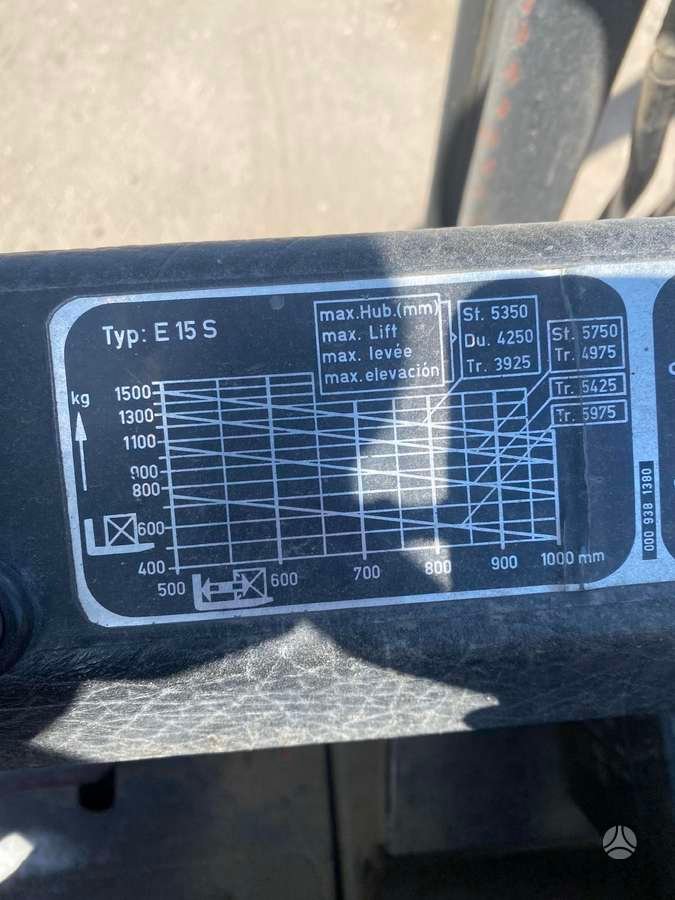 Typ: E 15 S
max.Hub.(mm)
max. Lift
max. levée
max.elevación
St. 5350
Du. 4250
Tr. 3925
St. 5750
Tr. 4975
Tr. 5425
Tr. 5975
kg
1500
1300
1100
900
800
600
400
500 600 700 800 900 1000 mm
000 938 1380